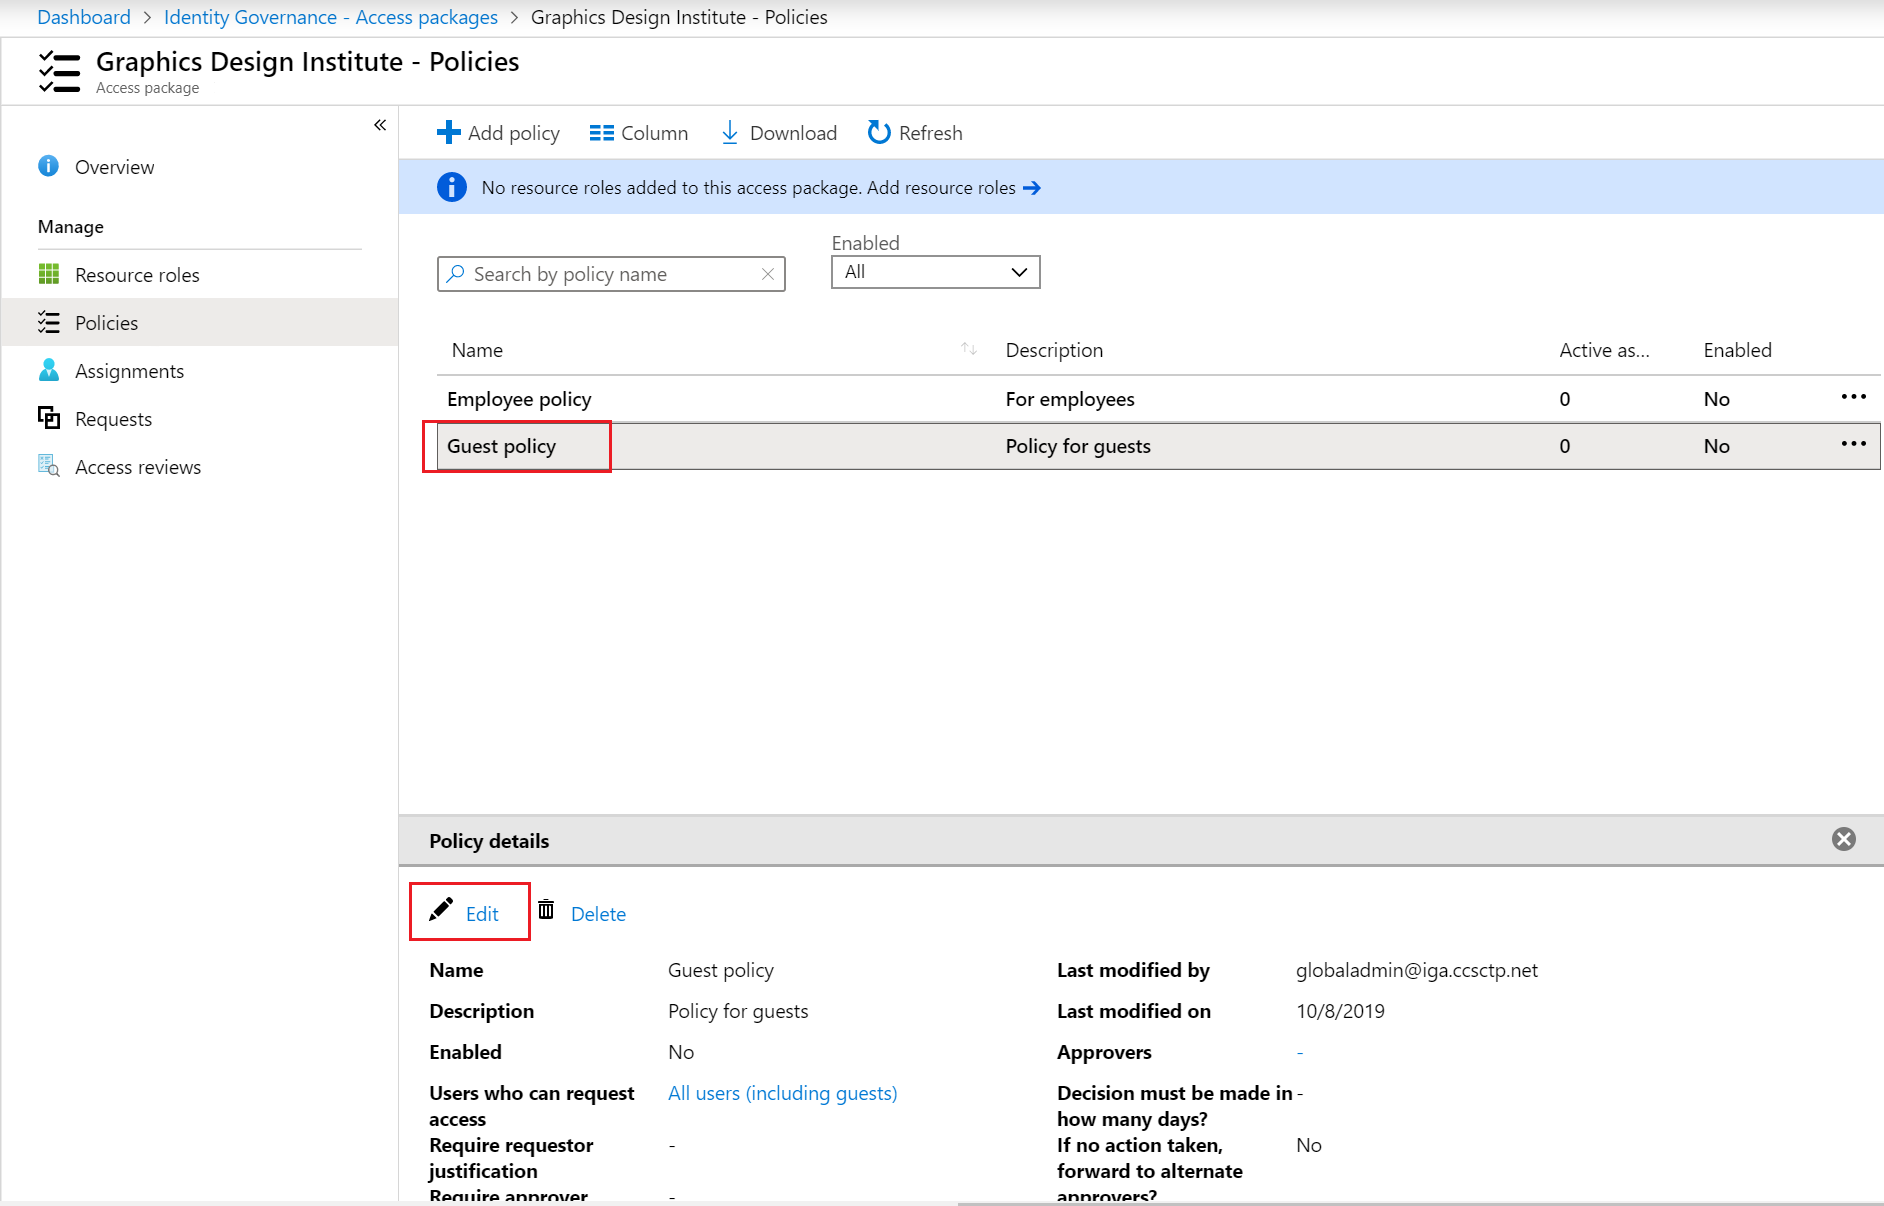 Dashboard > Identity Governance - Access packages > Graphics Design Institute - Policies
Graphics Design Institute - Policies
Access package
«
Overview
Manage
Resource roles
Policies
Assignments
Requests
Access reviews
Add policy Column Download Refresh
No resource roles added to this access package. Add resource roles →
Enabled
Search by policy name All
Name Description Active as... Enabled
Employee policy For employees 0 No ...
Guest policy Policy for guests 0 No ...
Policy details
Edit Delete
Name Guest policy Last modified by globaladmin@iga.ccsctp.net
Description Policy for guests Last modified on 10/8/2019
Enabled No Approvers -
Users who can request All users (including guests) Decision must be made in -
access how many days?
Require requestor - If no action taken, No
justification forward to alternate
Require approver - approvers?